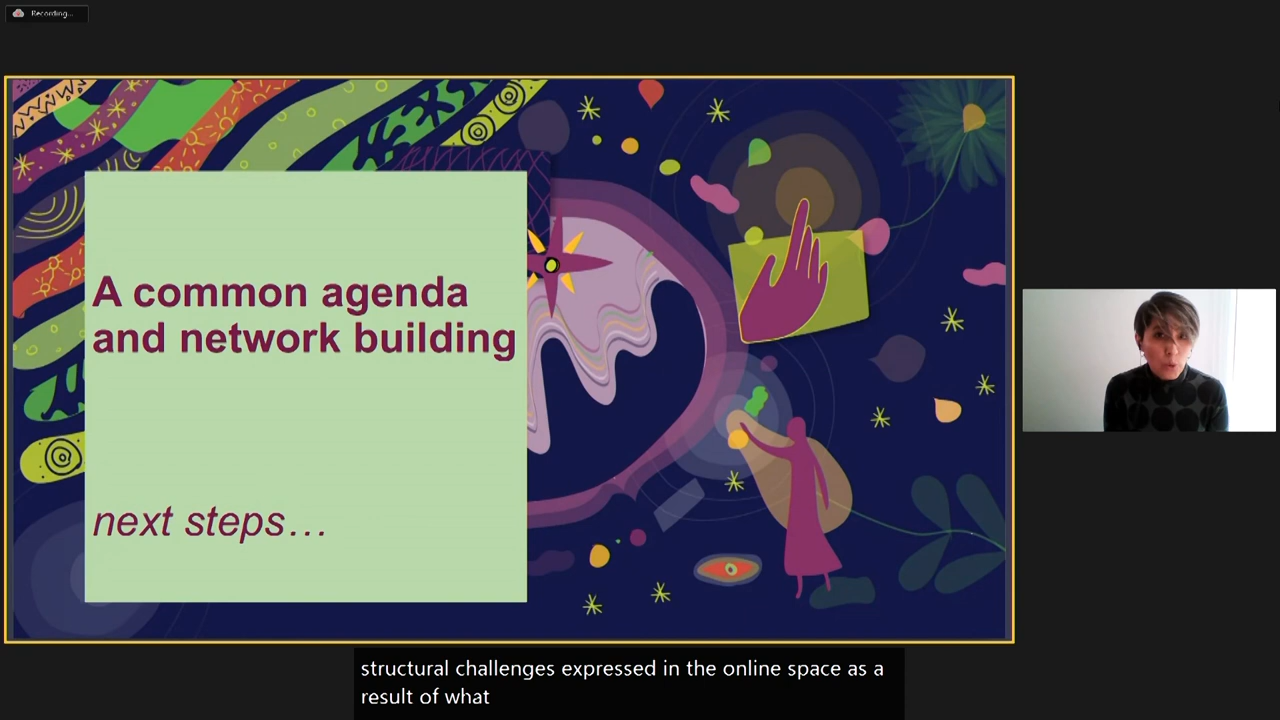 Recording...
A common agenda
and network building
next steps...
structural challenges expressed in the online space as a
result of what